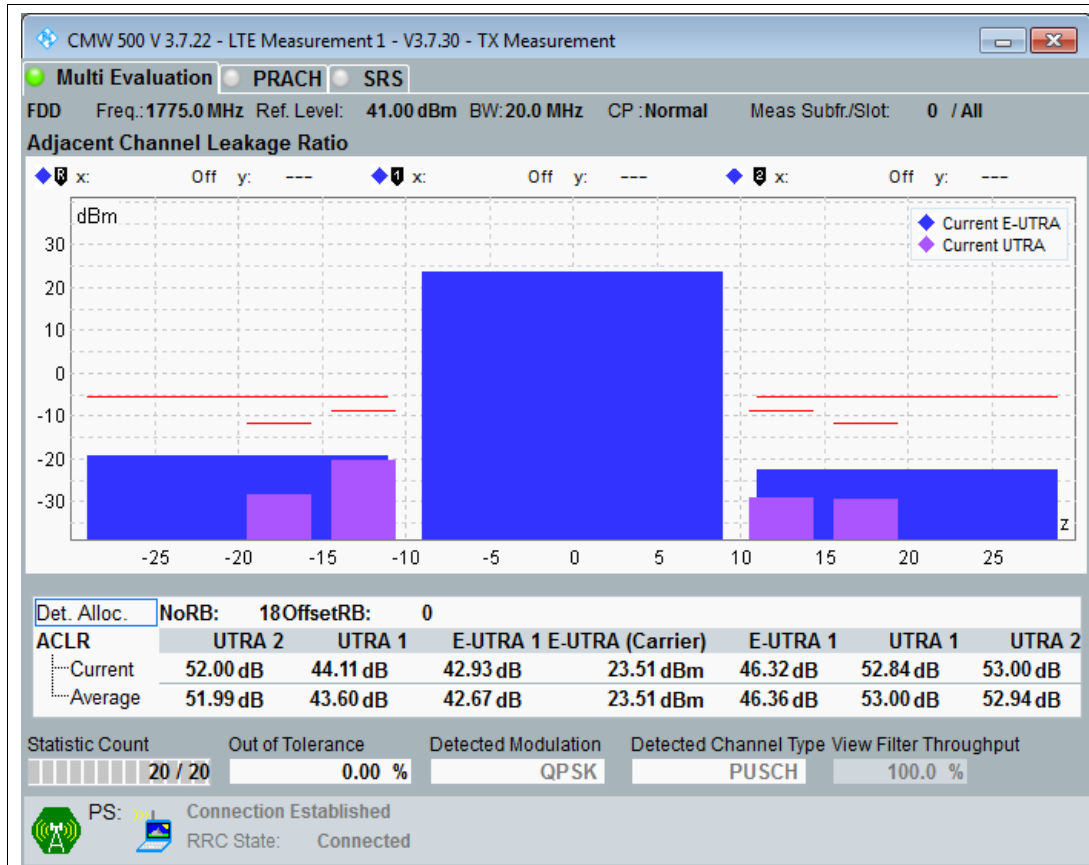 CMW 500 V 3.7.22 - LTE Measurement 1 - V3.7.30 - TX Measurement
Multi Evaluation PRACH SRS
FDD Freq.: 1775.0 MHz Ref. Level: 41.00 dBm BW: 20.0 MHz CP : Normal Meas Subfr./Slot: 0 / All
Adjacent Channel Leakage Ratio
R x: Off y: --- 1 x: Off y: --- 2 x: Off y: ---
dBm
Current E-UTRA
Current UTRA
30
20
10
0
-10
-20
-30
z
-25 -20 -15 -10 -5 0 5 10 15 20 25
Det. Alloc. NoRB: 18 OffsetRB: 0
ACLR UTRA 2 UTRA 1 E-UTRA 1 E-UTRA (Carrier) E-UTRA 1 UTRA 1 UTRA 2
Current 52.00 dB 44.11 dB 42.93 dB 23.51 dBm 46.32 dB 52.84 dB 53.00 dB
Average 51.99 dB 43.60 dB 42.67 dB 23.51 dBm 46.36 dB 53.00 dB 52.94 dB
Statistic Count Out of Tolerance Detected Modulation Detected Channel Type View Filter Throughput
20 / 20 0.00 % QPSK PUSCH 100.0 %
PS: Connection Established
RRC State: Connected